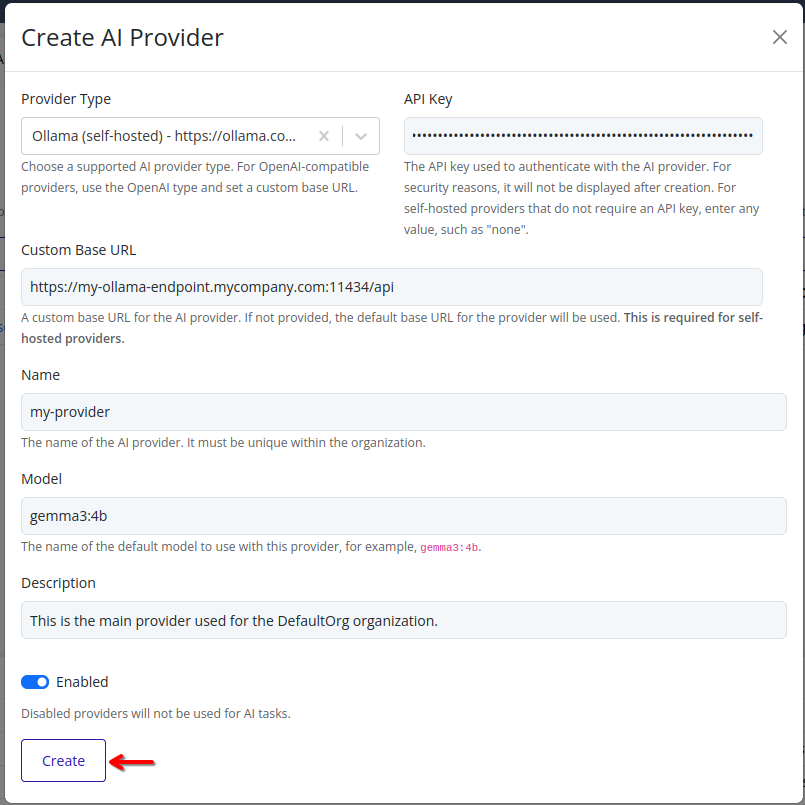 Create AI Provider
Provider Type
API Key
Ollama (self-hosted) - https://ollama.co...
••••••••••••••••••••••••••••••••••••••••••••••••••••••••••••••••
Choose a supported AI provider type. For OpenAI-compatible
providers, use the OpenAI type and set a custom base URL.
The API key used to authenticate with the AI provider. For
security reasons, it will not be displayed after creation. For
self-hosted providers that do not require an API key, enter any
value, such as "none".
Custom Base URL
https://my-ollama-endpoint.mycompany.com:11434/api
A custom base URL for the AI provider. If not provided, the default base URL for the provider will be used. This is required for self-
hosted providers.
Name
my-provider
The name of the AI provider. It must be unique within the organization.
Model
gemma3:4b
The name of the default model to use with this provider, for example, gemma3:4b.
Description
This is the main provider used for the DefaultOrg organization.
Enabled
Disabled providers will not be used for AI tasks.
Create